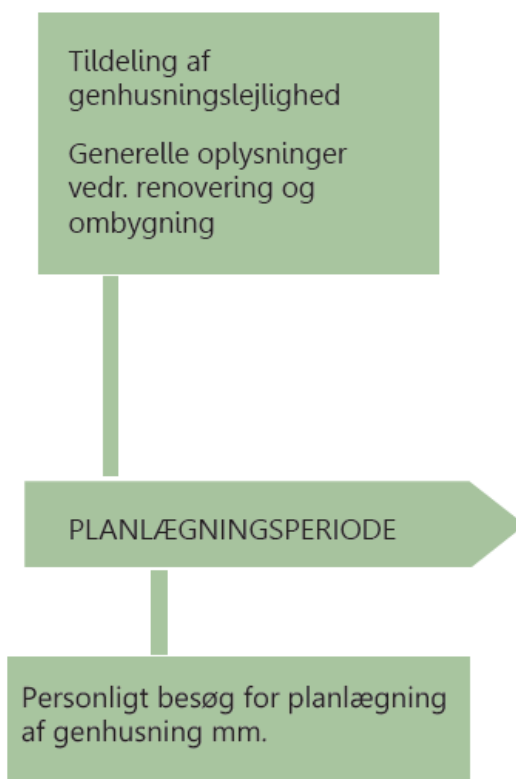 Tildeling af
genhusningslejlighed
Generelle oplysninger
vedr. renovering og
ombygning
PLANLÆGNINGSPERIODE
Personligt besøg for planlægning
af genhusning mm.